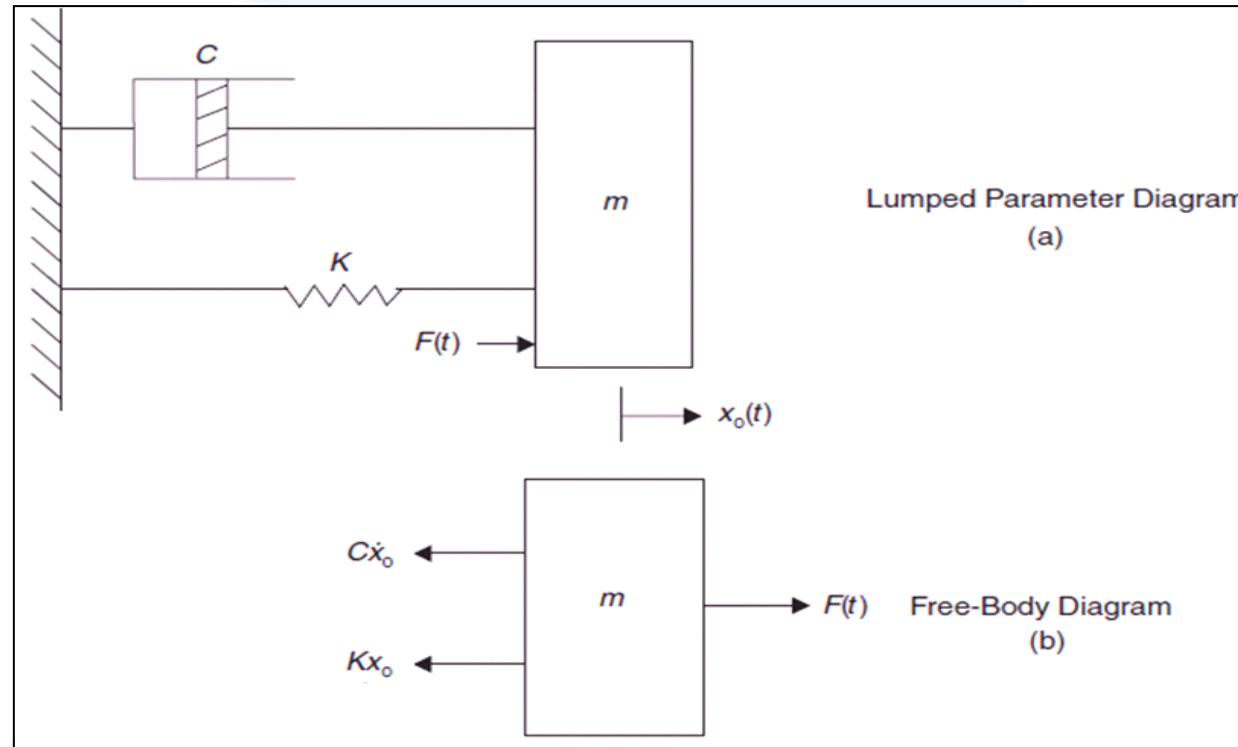 C
m
Lumped Parameter Diagram
(a)
K
F(t)
xₒ(t)
Cẋₒ
m
F(t) Free-Body Diagram
(b)
Kxₒ